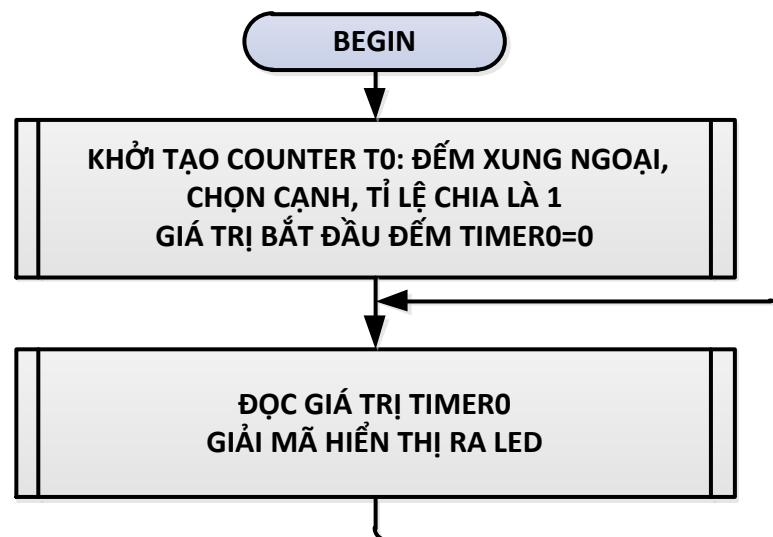 BEGIN
KHỞI TẠO COUNTER T0: ĐẾM XUNG NGOẠI,
CHỌN CẠNH, TỈ LỆ CHIA LÀ 1
GIÁ TRỊ BẮT ĐẦU ĐẾM TIMER0=0
ĐỌC GIÁ TRỊ TIMER0
GIẢI MÃ HIỂN THỊ RA LED